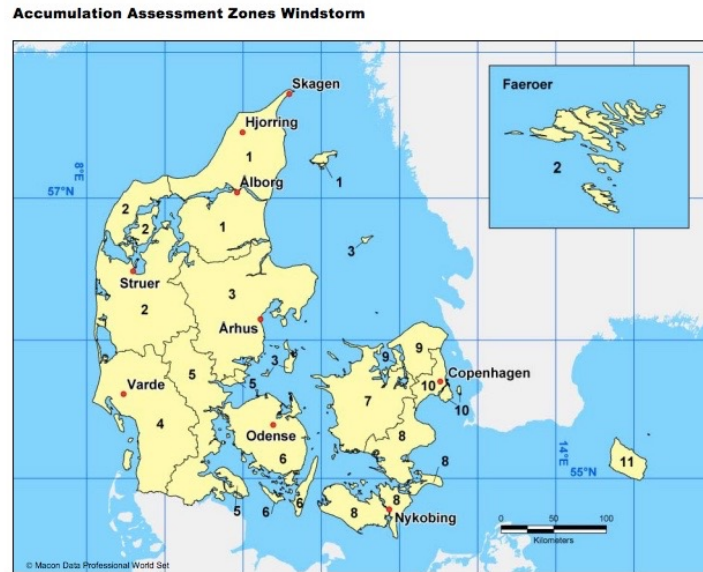 Accumulation Assessment Zones Windstorm
Skagen
Faeroer
Hjorring
1
2
8°E
1
57°N
Ålborg
2
2
1
3
Struer
3
2
Århus
9
9
3
Copenhagen
5
5
10
Varde
7
10
4
Odense
8
14°E
6
8
11
55°N
8
6
8
5
6
Nykobing
0 25 50 100
Kilometers
© Macon Data Professional World Set